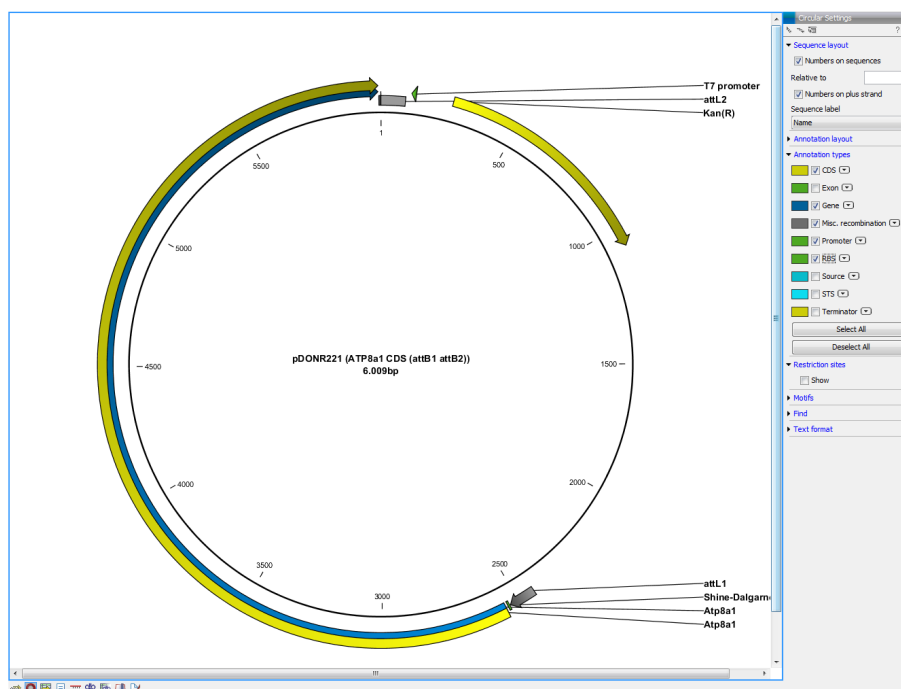 Circular Settings
?
Sequence layout
Numbers on sequences
Relative to
Numbers on plus strand
Sequence label
Name
Annotation layout
Annotation types
CDS
Exon
Gene
Misc. recombination
Promoter
RBS
Source
STS
Terminator
Select All
Deselect All
Restriction sites
Show
Motifs
Find
Text format
T7 promoter
attL2
Kan(R)
1
500
1000
1500
2000
2500
3000
3500
4000
4500
5000
5500
pDONR221 (ATP8a1 CDS (attB1 attB2))
6.009bp
attL1
Shine-Dalgarn
Atp8a1
Atp8a1